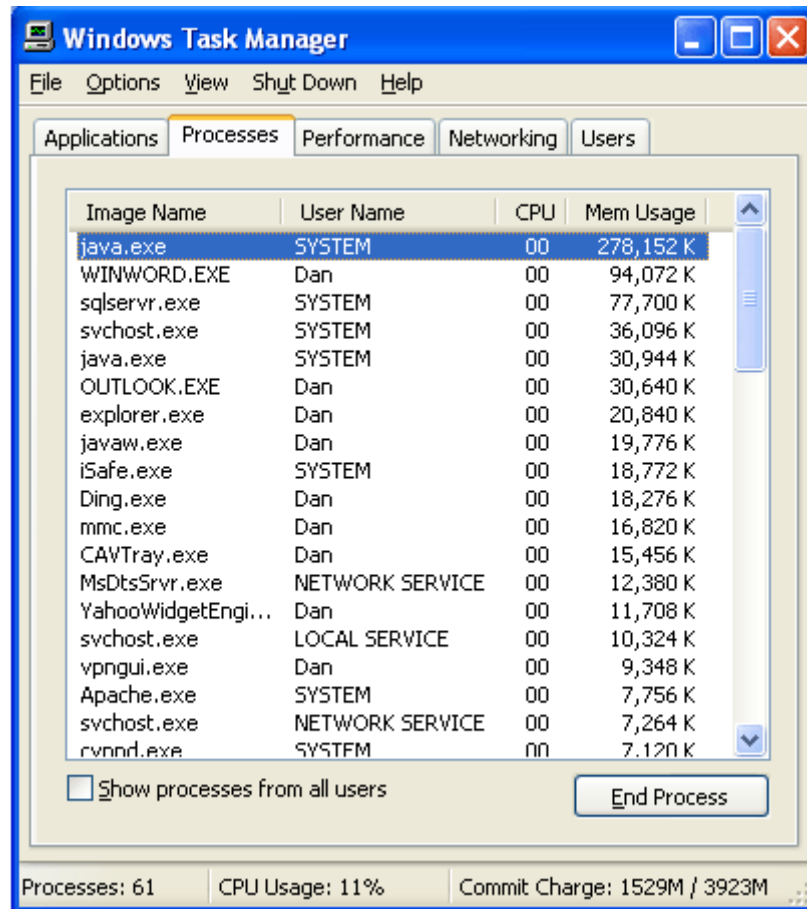 Windows Task Manager
File Options View Shut Down Help
Applications Processes Performance Networking Users
Image Name User Name CPU Mem Usage
java.exe SYSTEM 00 278,152 K
WINWORD.EXE Dan 00 94,072 K
sqlservr.exe SYSTEM 00 77,700 K
svchost.exe SYSTEM 00 36,096 K
java.exe SYSTEM 00 30,944 K
OUTLOOK.EXE Dan 00 30,640 K
explorer.exe Dan 00 20,840 K
javaw.exe Dan 00 19,776 K
iSafe.exe SYSTEM 00 18,772 K
Ding.exe Dan 00 18,276 K
mmc.exe Dan 00 16,820 K
CAVTray.exe Dan 00 15,456 K
MsDtsSrvr.exe NETWORK SERVICE 00 12,380 K
YahooWidgetEngi... Dan 00 11,708 K
svchost.exe LOCAL SERVICE 00 10,324 K
vpngui.exe Dan 00 9,348 K
Apache.exe SYSTEM 00 7,756 K
svchost.exe NETWORK SERVICE 00 7,264 K
SYSTEM 00 7,120 K
Show processes from all users
End Process
Processes: 61 CPU Usage: 11% Commit Charge: 1529M / 3923M